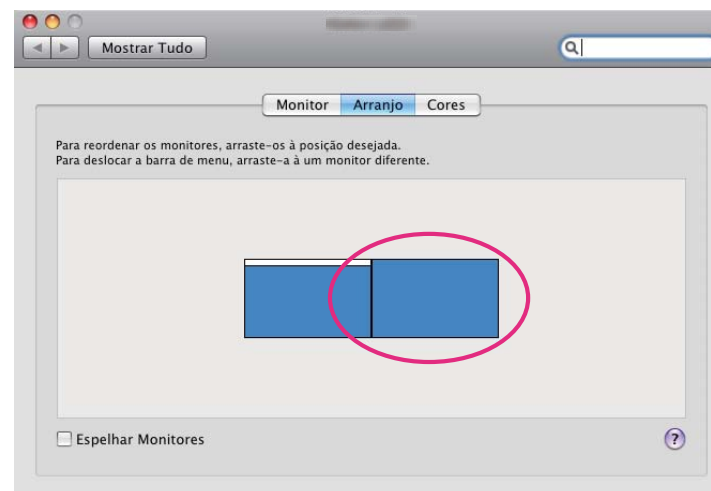 Mostrar Tudo
Monitor Arranjo Cores
Para reordenar os monitores, arraste-os à posição desejada.
Para deslocar a barra de menu, arraste-a à um monitor diferente.
Espelhar Monitores
?